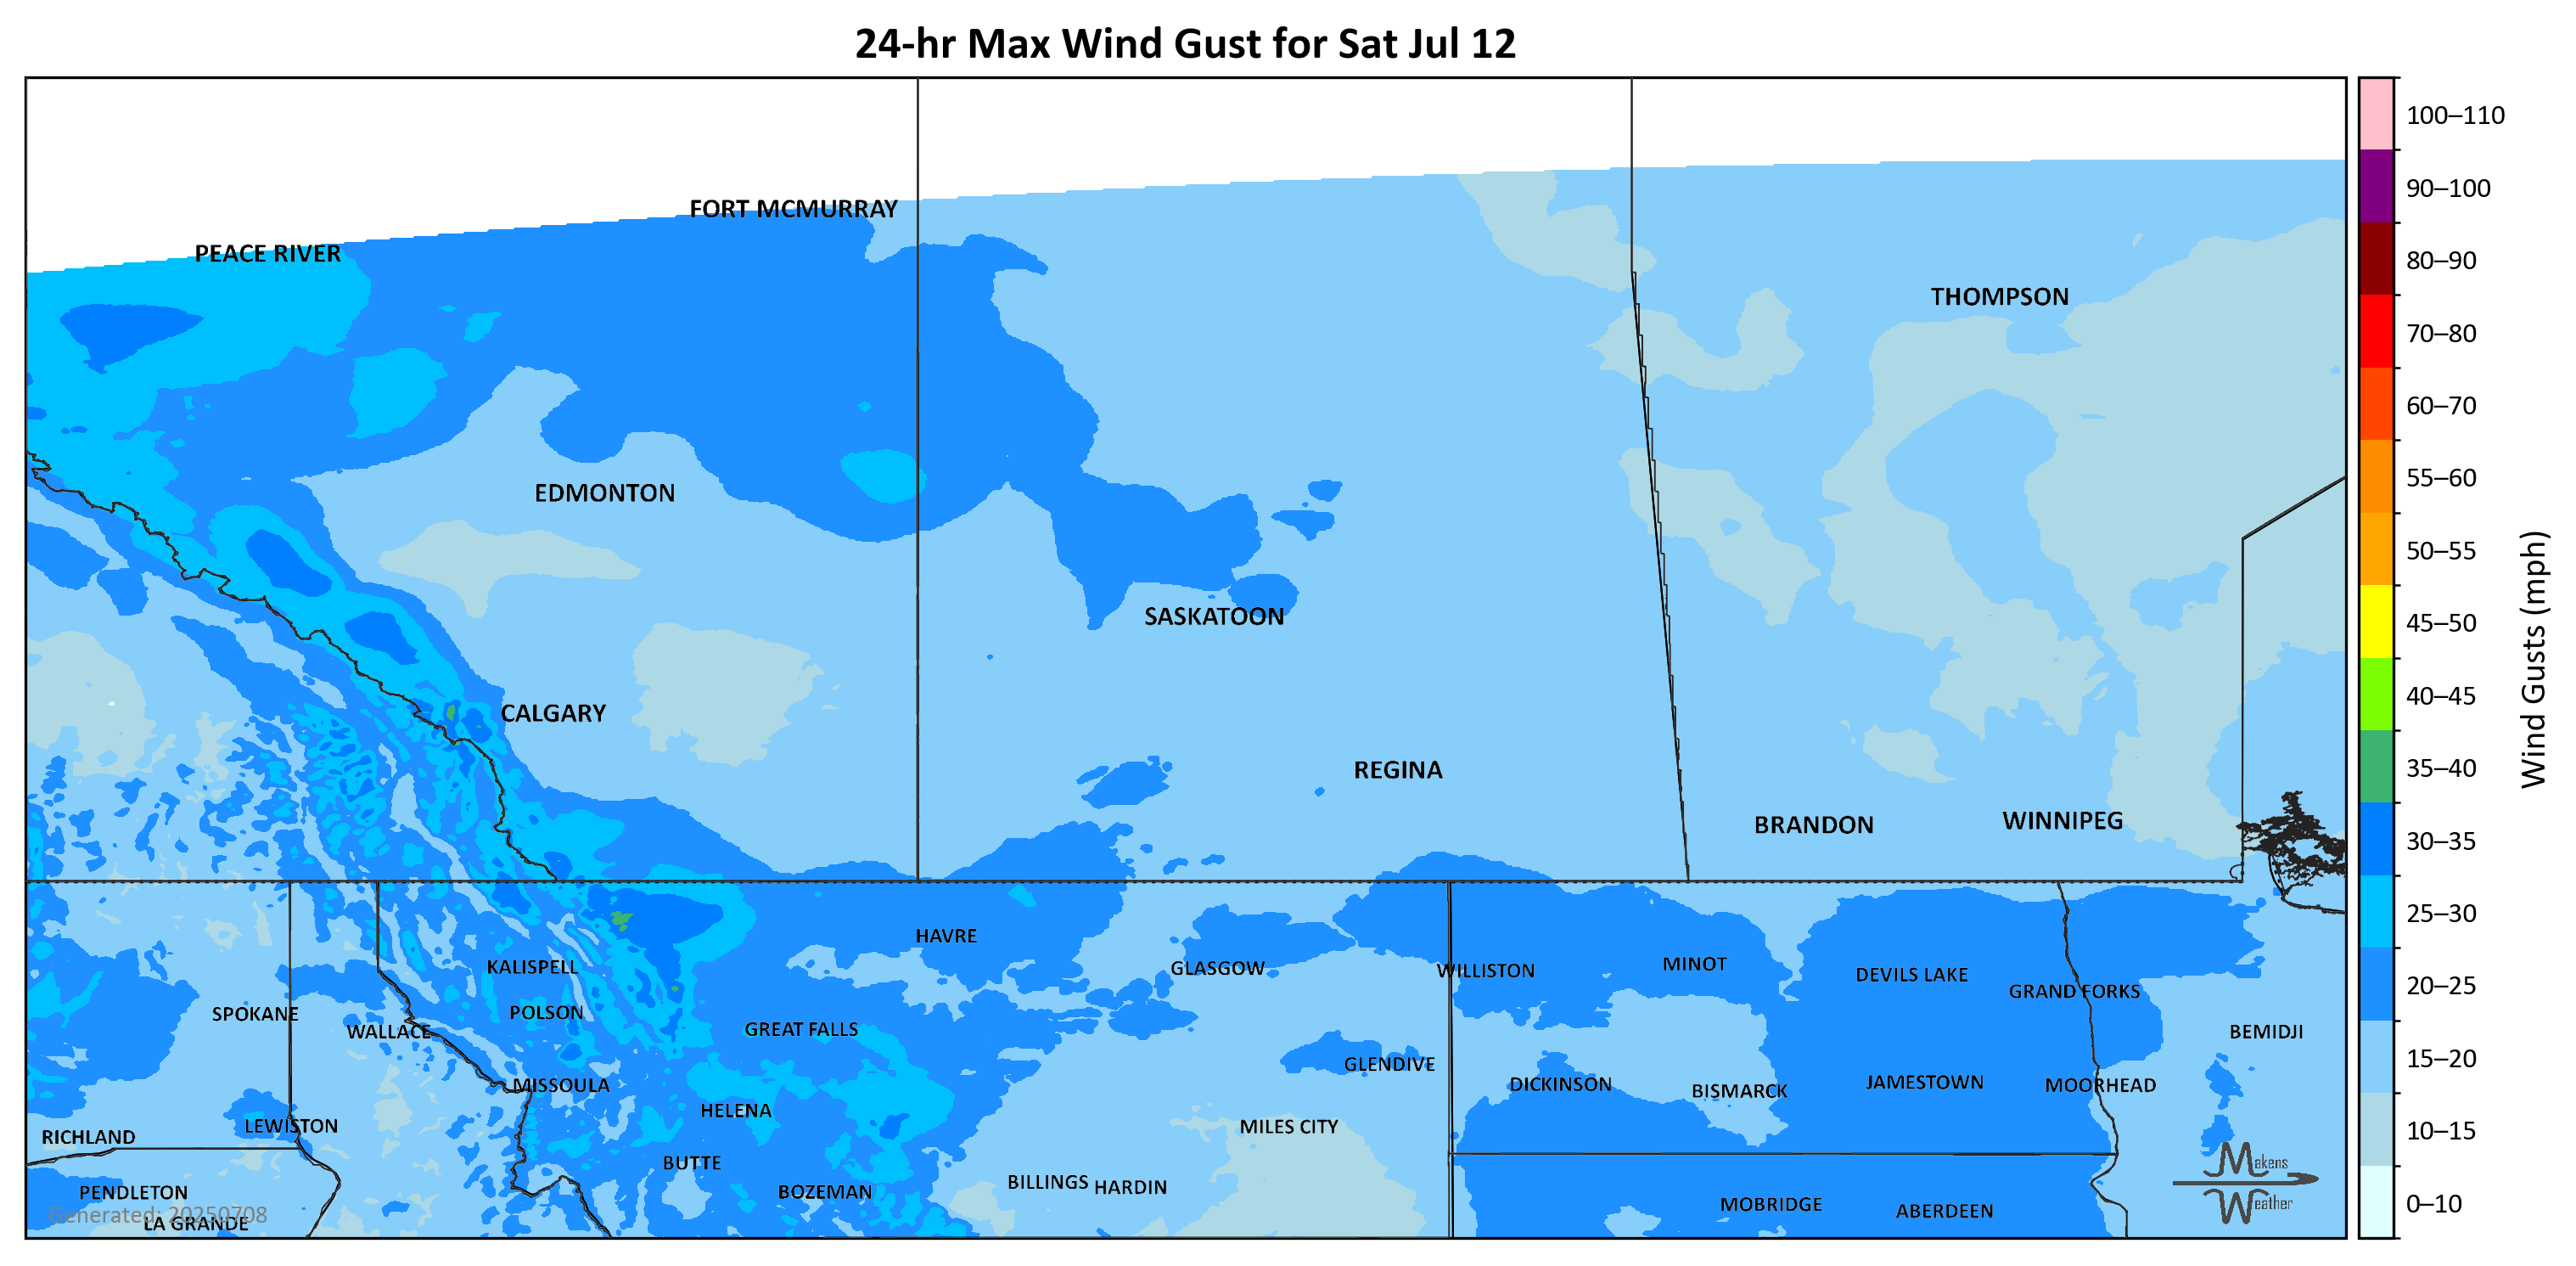 24-hr Max Wind Gust for Sat Jul 12
100–110
90–100
FORT MCMURRAY
PEACE RIVER
80–90
THOMPSON
70–80
60–70
55–60
EDMONTON
50–55
SASKATOON
45–50
Wind Gusts (mph)
40–45
CALGARY
35–40
REGINA
BRANDON
WINNIPEG
30–35
25–30
HAVRE
KALISPELL
GLASGOW
WILLISTON
MINOT
DEVILS LAKE
20–25
GRAND FORKS
SPOKANE
POLSON
WALLACE
GREAT FALLS
BEMIDJI
15–20
GLENDIVE
MISSOULA
DICKINSON
BISMARCK
JAMESTOWN
MOORHEAD
HELENA
LEWISTON
MILES CITY
10–15
RICHLAND
BUTTE
Makens
Weather
BILLINGS
HARDIN
PENDLETON
BOZEMAN
MOBRIDGE
ABERDEEN
0–10
Generated: 20250708
LA GRANDE